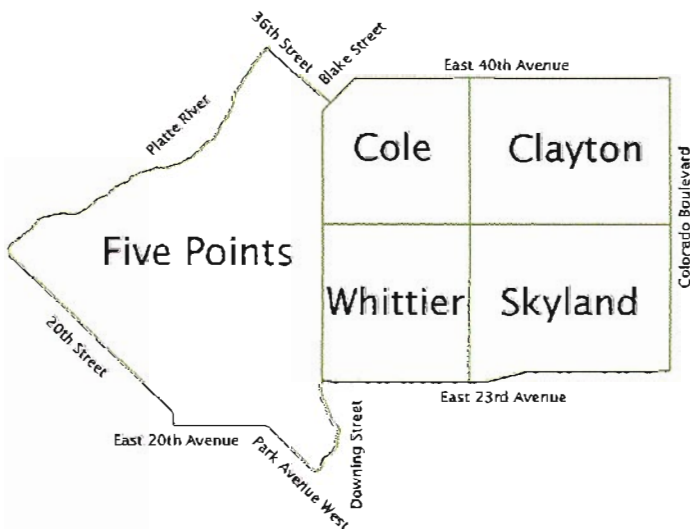 36th Street
Blake Street
East 40th Avenue
Platte River
Cole
Clayton
Colorado Boulevard
Five Points
Whittier
Skyland
20th Street
East 23rd Avenue
East 20th Avenue
Park Avenue West
Downing Street